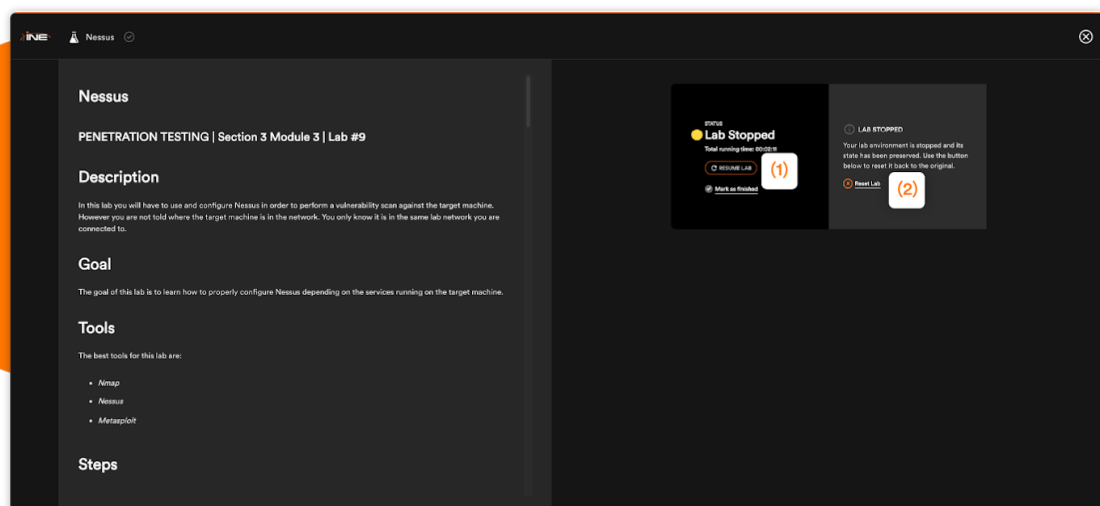 INE
Nessus
Nessus
PENETRATION TESTING | Section 3 Module 3 | Lab #9
Description
In this lab you will have to use and configure Nessus in order to perform a vulnerability scan against the target machine.
However you are not told where the target machine is in the network. You only know it is in the same lab network you are
connected to.
Goal
The goal of this lab is to learn how to properly configure Nessus depending on the services running on the target machine.
Tools
The best tools for this lab are:
• Nmap
• Nessus
• Metasploit
Steps
STATUS
Lab Stopped
Total running time: 00:02:11
RESUME LAB
(1)
Mark as finished
LAB STOPPED
Your lab environment is stopped and its
state has been preserved. Use the button
below to reset it back to the original.
Reset Lab
(2)